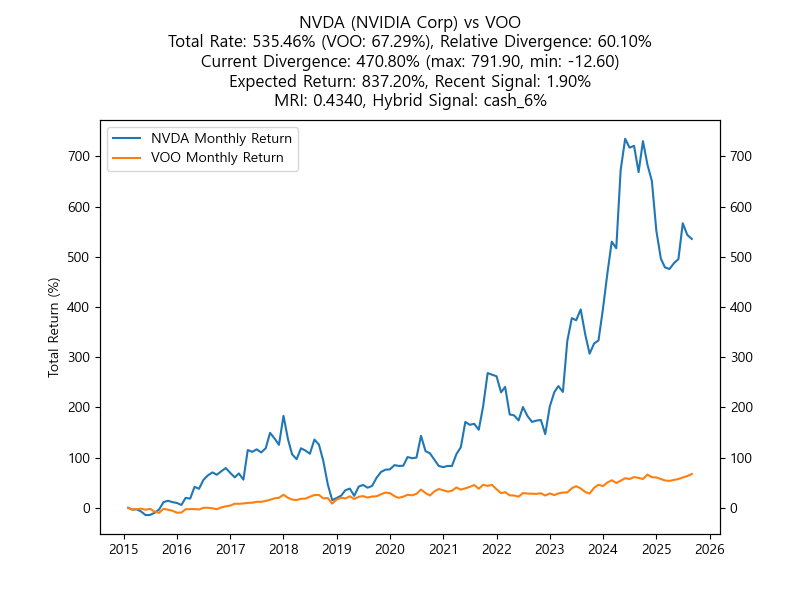 NVDA (NVIDIA Corp) vs VOO
Total Rate: 535.46% (VOO: 67.29%), Relative Divergence: 60.10%
Current Divergence: 470.80% (max: 791.90, min: -12.60)
Expected Return: 837.20%, Recent Signal: 1.90%
MRI: 0.4340, Hybrid Signal: cash_6%
NVDA Monthly Return
VOO Monthly Return
Total Return (%)
700 700
600 600
500 500
400 400
300 300
200 200
100 100
0 0
2015 2016 2017 2018 2019 2020 2021 2022 2023 2024 2025 2026